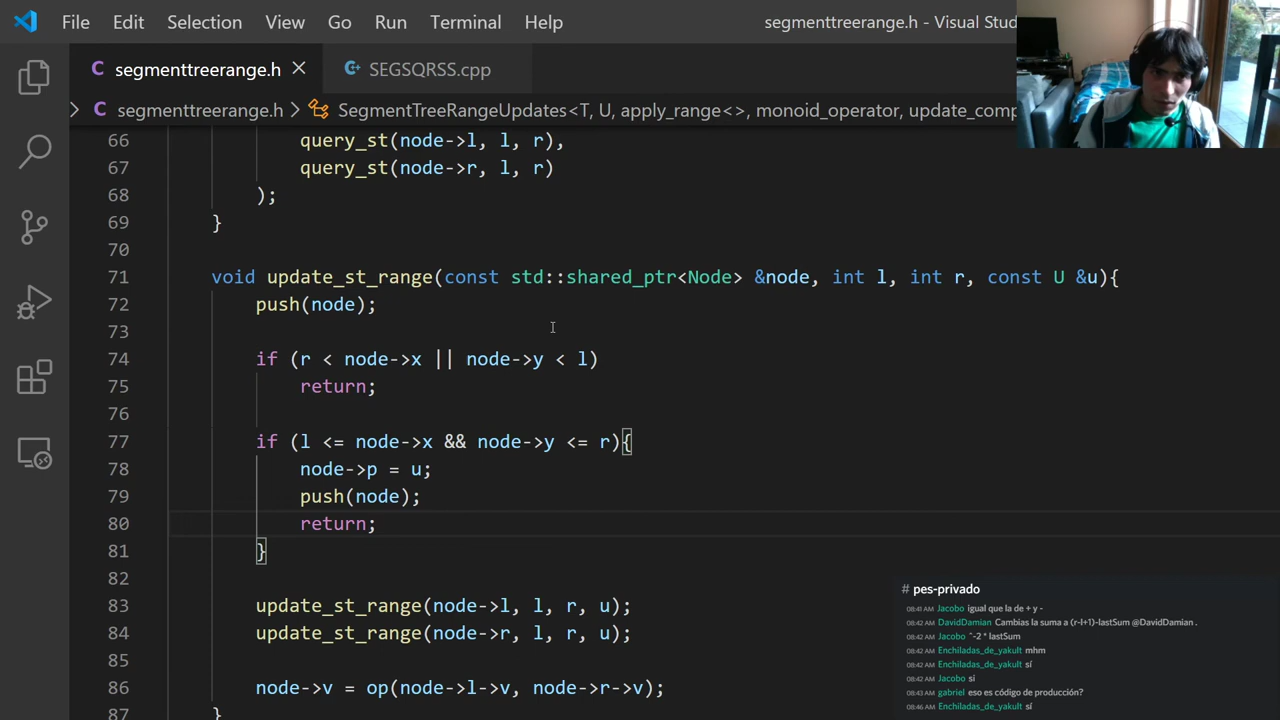 File Edit Selection View Go Run Terminal Help segmenttreerange.h - Visual Stud
segmenttreerange.h SEGSQRSS.cpp
segmenttreerange.h SegmentTreeRangeUpdates<T, U, apply_range<>, monoid_operator, update_comp
66 query_st(node->l, l, r),
67 query_st(node->r, l, r)
68 );
69 }
70
71 void update_st_range(const std::shared_ptr<Node> &node, int l, int r, const U &u){
72 push(node);
73
74 if (r < node->x || node->y < l)
75 return;
76
77 if (l <= node->x && node->y <= r){
78 node->p = u;
79 push(node);
80 return;
81 }
82
83 update_st_range(node->l, l, r, u);
84 update_st_range(node->r, l, r, u);
85
86 node->v = op(node->l->v, node->r->v);
87 }
# pes-privado
08:41 AM Jacobo igual que la de + y -
08:42 AM DavidDamian Cambias la suma a (r-l+1)-lastSum @DavidDamian .
08:42 AM Jacobo ^-2 * lastSum
08:42 AM Enchiladas_de_yakult mhm
08:42 AM Enchiladas_de_yakult sí
08:42 AM Jacobo si
08:43 AM gabriel eso es código de producción?
08:46 AM Enchiladas_de_yakult sí